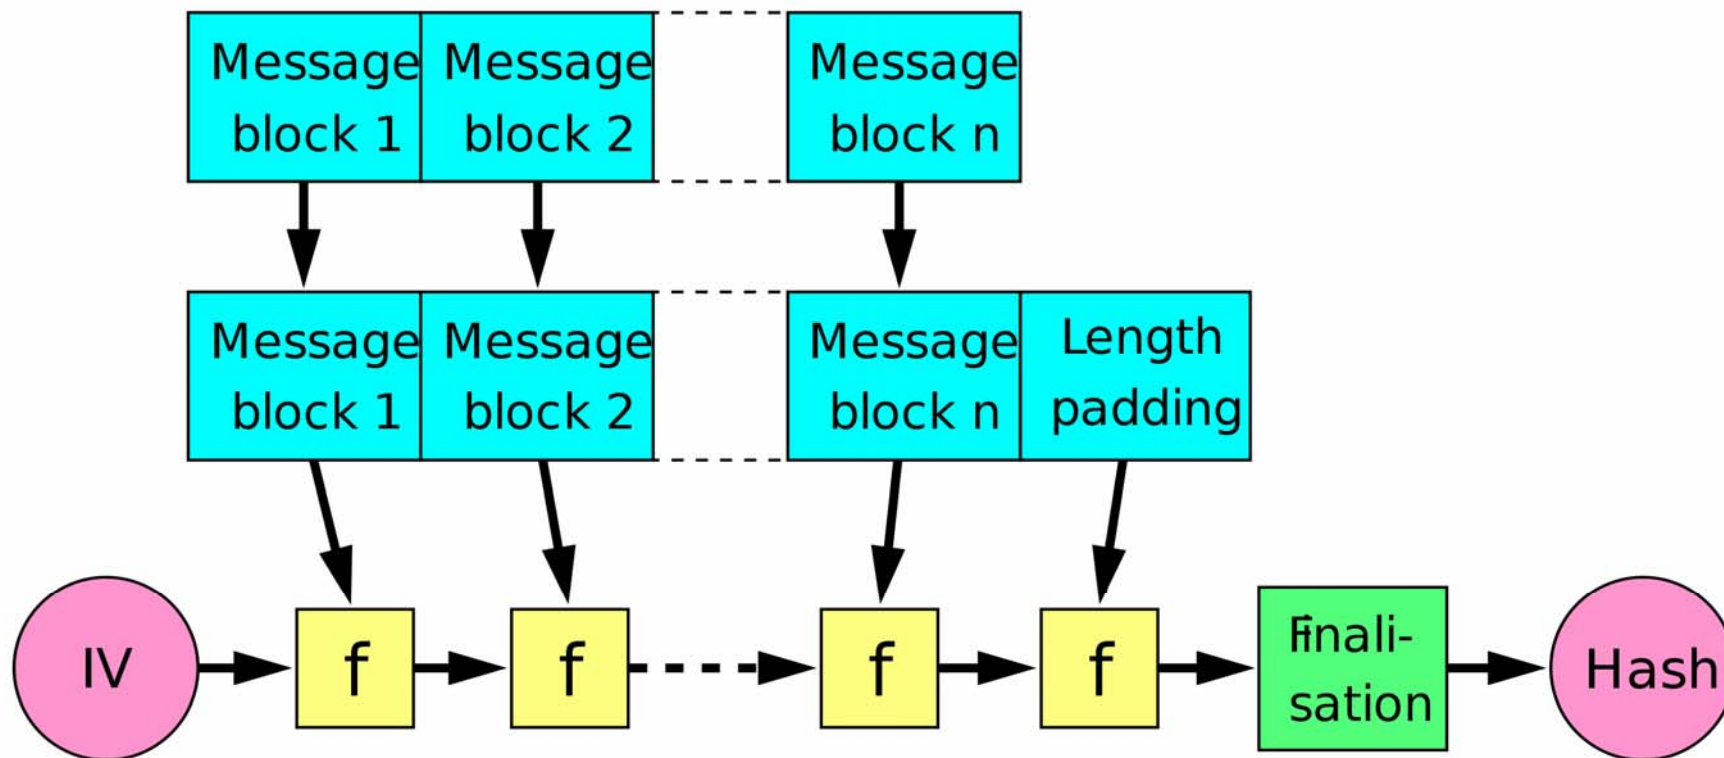 Message Message Message
block 1 block 2 block n
Message Message Message Length
block 1 block 2 block n padding
IV f f f f Finali- Hash
sation